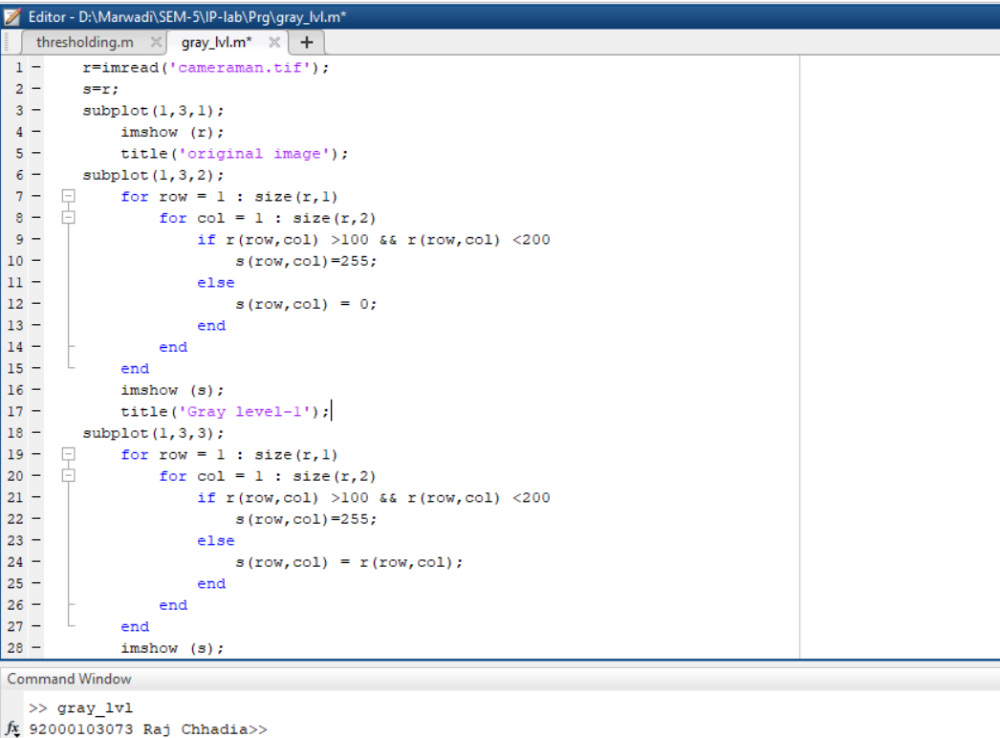 Editor - D:\Marwadi\SEM-5\IP-lab\Prg\gray_lvl.m*
thresholding.m gray_lvl.m* +
1 - r=imread('cameraman.tif');
2 - s=r;
3 - subplot(1,3,1);
4 - imshow (r);
5 - title('original image');
6 - subplot(1,3,2);
7 - for row = 1 : size(r,1)
8 - for col = 1 : size(r,2)
9 - if r(row,col) >100 && r(row,col) <200
10 - s(row,col)=255;
11 - else
12 - s(row,col) = 0;
13 - end
14 - end
15 - end
16 - imshow (s);
17 - title('Gray level-1');
18 - subplot(1,3,3);
19 - for row = 1 : size(r,1)
20 - for col = 1 : size(r,2)
21 - if r(row,col) >100 && r(row,col) <200
22 - s(row,col)=255;
23 - else
24 - s(row,col) = r(row,col);
25 - end
26 - end
27 - end
28 - imshow (s);
Command Window
>> gray_lvl
fx 92000103073 Raj Chhadia>>